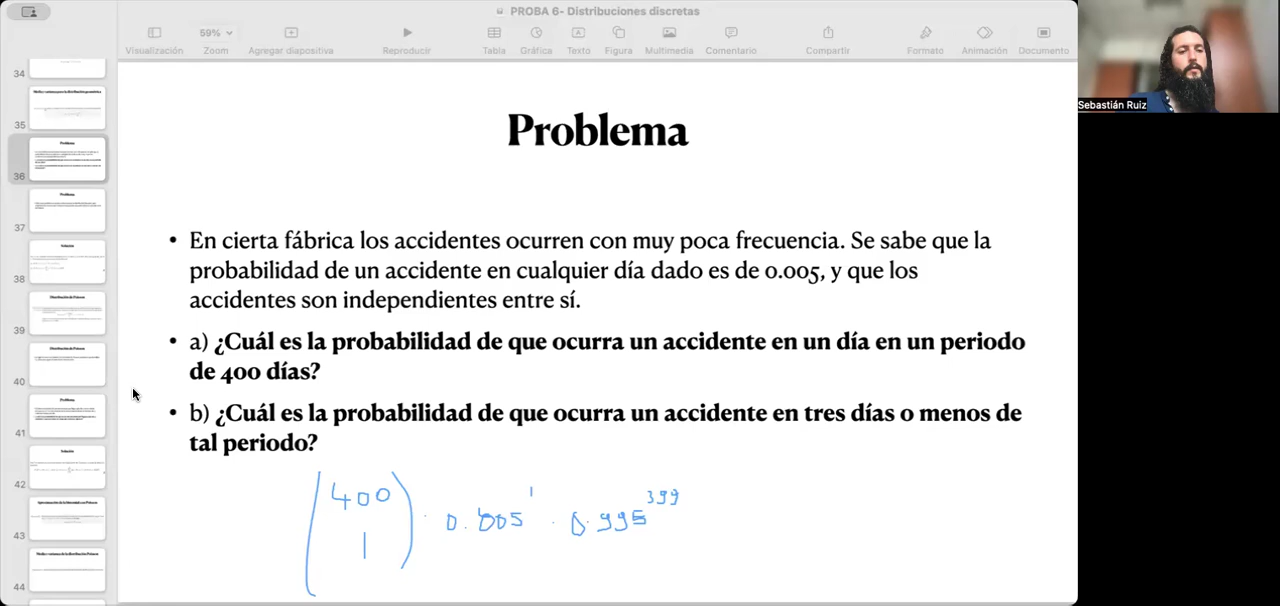 PROBA 6- Distribuciones discretas
59%
Visualización Zoom Agregar diapositiva Reproducir Tabla Gráfica Texto Figura Multimedia Comentario Compartir Formato Animación Documento
Sebastián Ruiz
34
35
36
37
38
39
40
41
42
43
44
Problema
• En cierta fábrica los accidentes ocurren con muy poca frecuencia. Se sabe que la
probabilidad de un accidente en cualquier día dado es de 0.005, y que los
accidentes son independientes entre sí.
• a) ¿Cuál es la probabilidad de que ocurra un accidente en un día en un periodo
de 400 días?
• b) ¿Cuál es la probabilidad de que ocurra un accidente en tres días o menos de
tal periodo?
(400 1) · 0.005^1 · 0.995^399